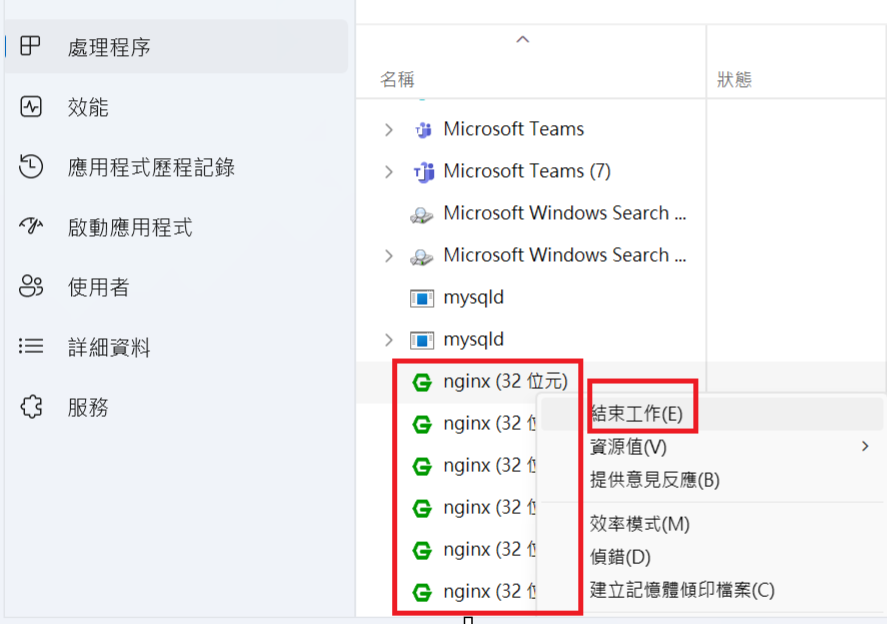 處理程序
效能
應用程式歷程記錄
啟動應用程式
使用者
詳細資料
服務
名稱
狀態
Microsoft Teams
Microsoft Teams (7)
Microsoft Windows Search ...
Microsoft Windows Search ...
mysqld
mysqld
nginx (32 位元)
nginx (32 位
nginx (32 位
nginx (32 位
nginx (32 位
nginx (32 位
結束工作(E)
資源值(V)
提供意見反應(B)
效率模式(M)
偵錯(D)
建立記憶體傾印檔案(C)